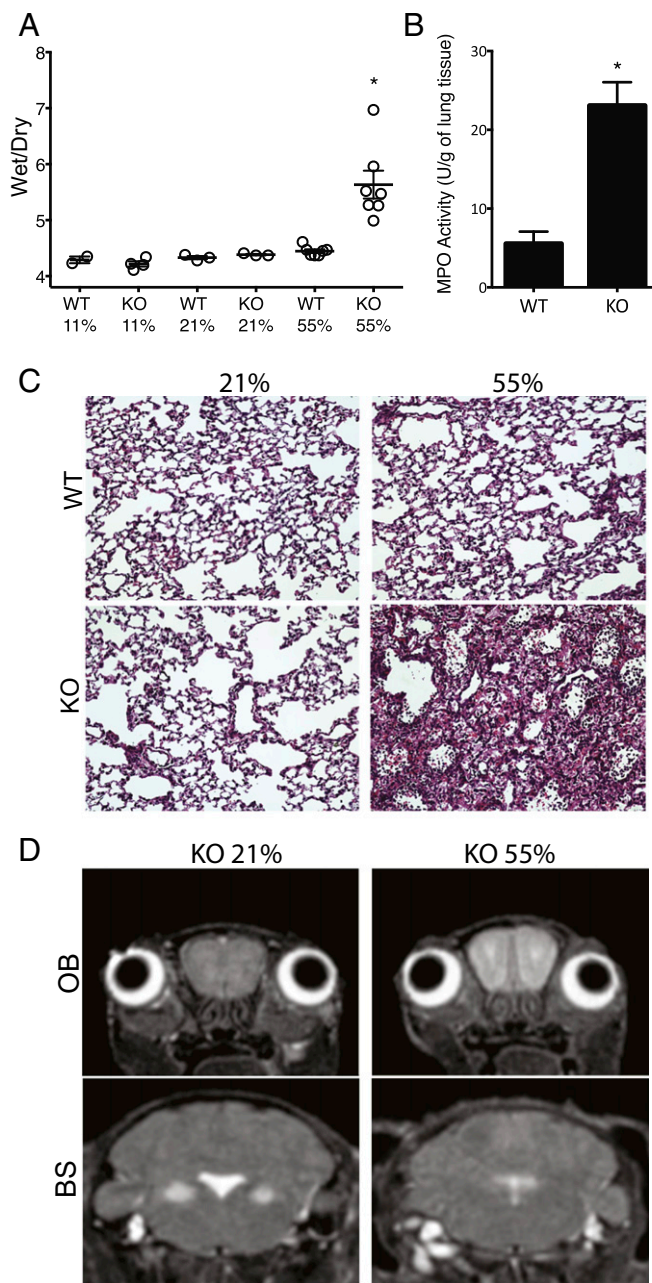 A
B
8
7
6
5
4
Wet/Dry
*
WT KO WT KO WT KO
11% 11% 21% 21% 55% 55%
30
20
10
0
MPO Activity (U/g of lung tissue)
*
WT KO
C
21% 55%
WT
KO
D
KO 21% KO 55%
OB
BS